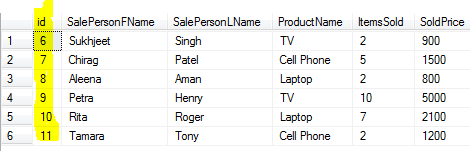 id SalePersonFName SalePersonLName ProductName ItemsSold SoldPrice
1 6 Sukhjeet Singh TV 2 900
2 7 Chirag Patel Cell Phone 5 1500
3 8 Aleena Aman Laptop 2 800
4 9 Petra Henry TV 10 5000
5 10 Rita Roger Laptop 7 2100
6 11 Tamara Tony Cell Phone 2 1200